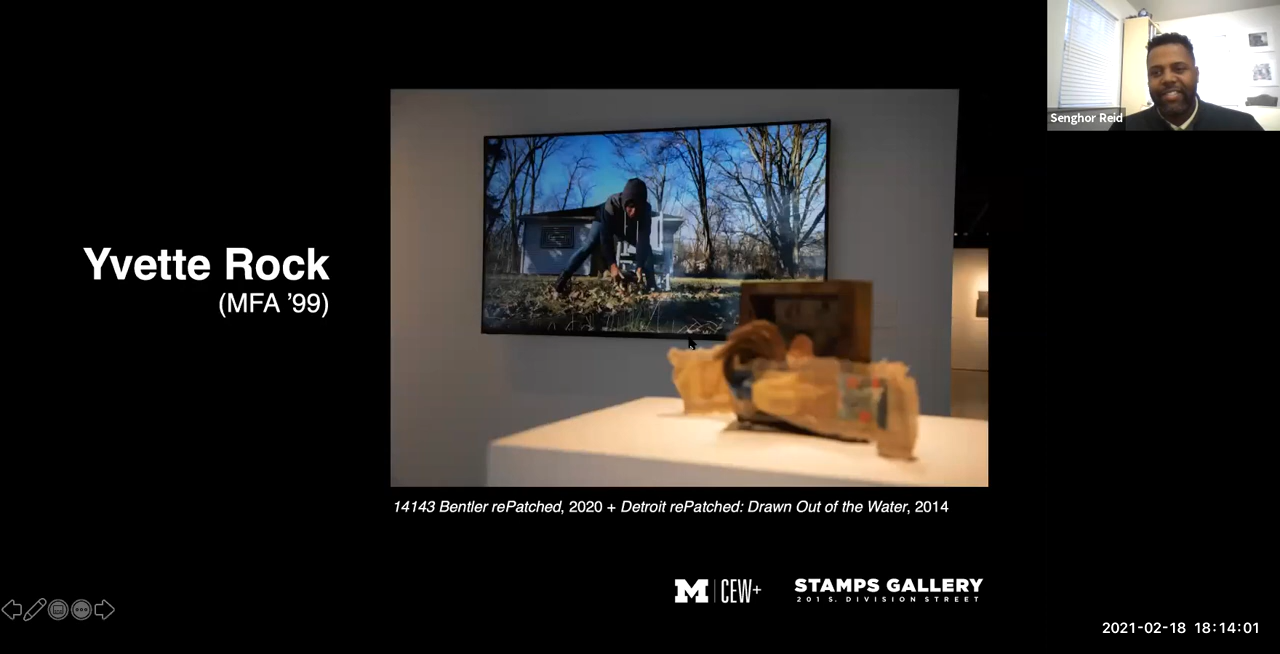 Senghor Reid
Yvette Rock
(MFA ’99)
14143 Bentler rePatched, 2020 + Detroit rePatched: Drawn Out of the Water, 2014
M CEW+
STAMPS GALLERY
201 S. DIVISION STREET
2021-02-18 18:14:01